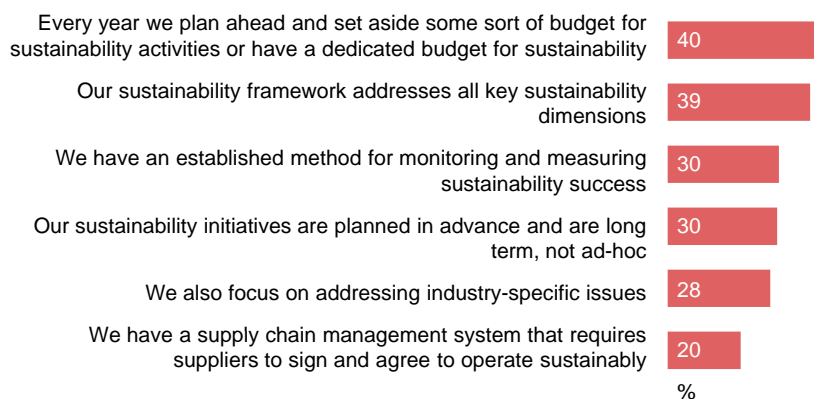 Every year we plan ahead and set aside some sort of budget for
sustainability activities or have a dedicated budget for sustainability
40
Our sustainability framework addresses all key sustainability
dimensions
39
We have an established method for monitoring and measuring
sustainability success
30
Our sustainability initiatives are planned in advance and are long
term, not ad-hoc
30
We also focus on addressing industry-specific issues
28
We have a supply chain management system that requires
suppliers to sign and agree to operate sustainably
20
%